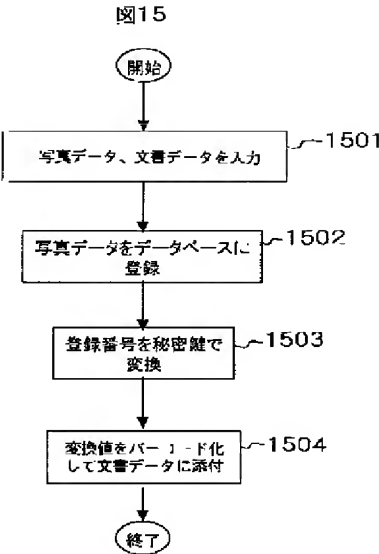 図15
開始
写真データ、文書データを入力
1501
写真データをデータベースに
登録
1502
登録番号を秘密鍵で
変換
1503
変換値をバーコード化
して文書データに添付
1504
終了